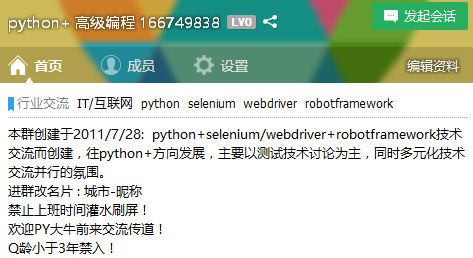 python+ 高级编程 166749838 LV0
发起会话
首页 成员 设置 编辑资料
行业交流 IT/互联网 python selenium webdriver robotframework
本群创建于2011/7/28: python+selenium/webdriver+robotframework技术
交流而创建，往python+方向发展，主要以测试技术讨论为主，同时多元化技术
交流并行的氛围。
进群改名片 : 城市-昵称
禁止上班时间灌水刷屏！
欢迎PY大牛前来交流传道！
Q龄小于3年禁入！